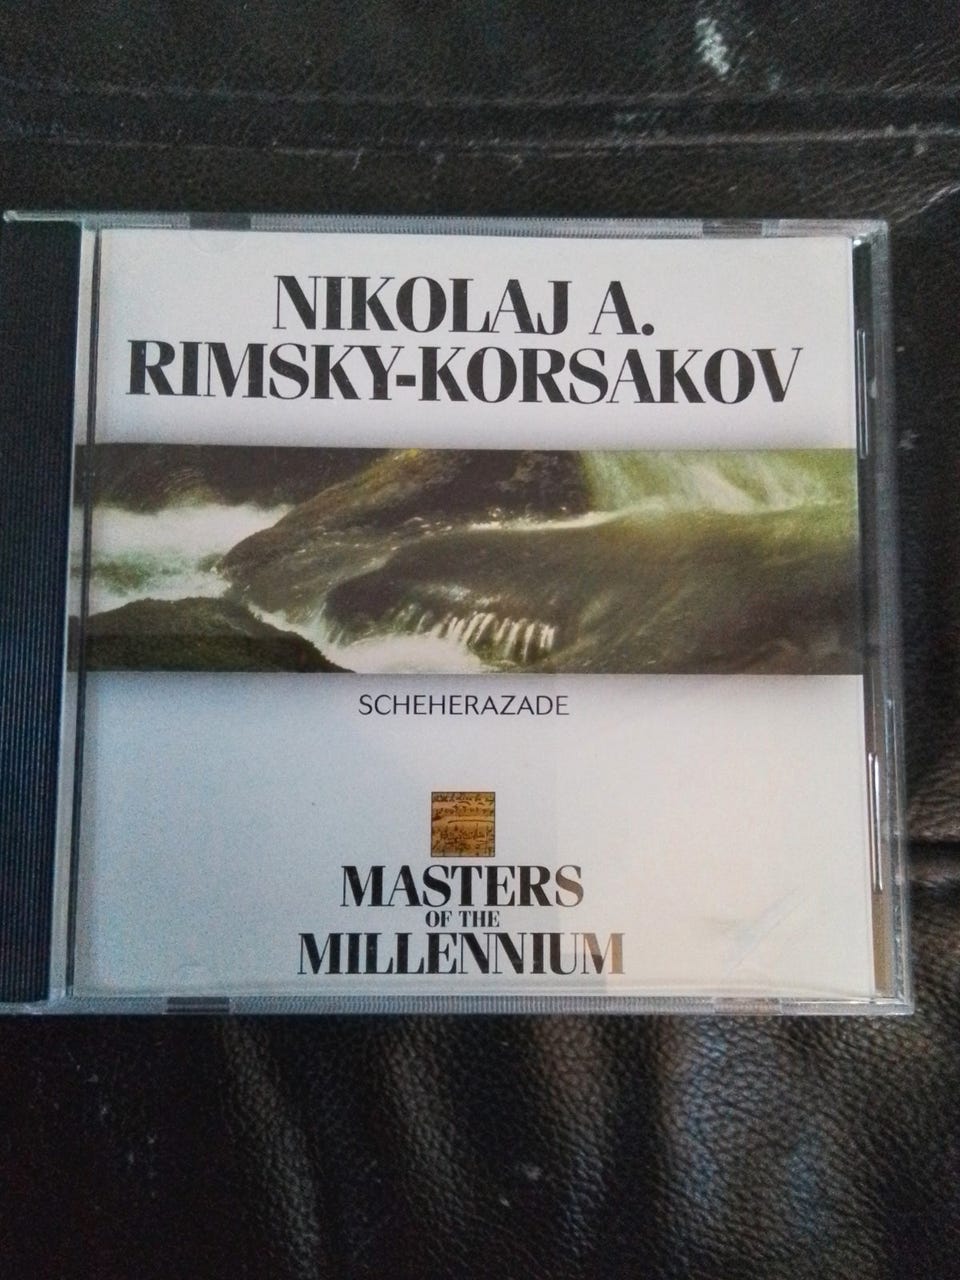 NIKOLAJ A.
RIMSKY-KORSAKOV
SCHEHERAZADE
MASTERS
OF THE
MILLENNIUM